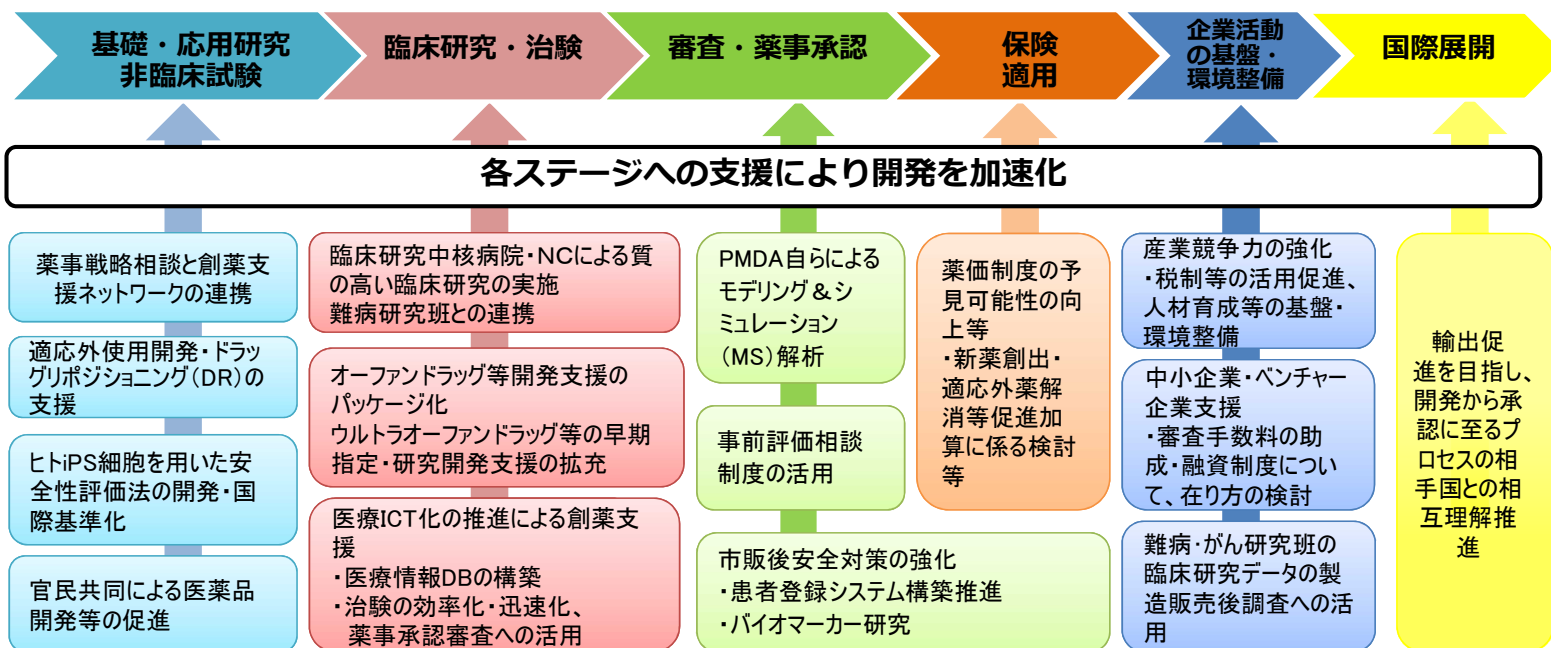 基礎・応用研究
非臨床試験
臨床研究・治験
審査・薬事承認
保険
適用
企業活動
の基盤・
環境整備
国際展開
各ステージへの支援により開発を加速化
薬事戦略相談と創薬支
援ネットワークの連携
適応外使用開発・ドラッ
グリポジショニング(DR)の
支援
ヒトiPS細胞を用いた安
全性評価法の開発・国
際基準化
官民共同による医薬品
開発等の促進
臨床研究中核病院・NCによる質
の高い臨床研究の実施
難病研究班との連携
オーファンドラッグ等開発支援の
パッケージ化
ウルトラオーファンドラッグ等の早期
指定・研究開発支援の拡充
医療ICT化の推進による創薬支
援
・医療情報DBの構築
・治験の効率化・迅速化、
薬事承認審査への活用
PMDA自らによる
モデリング&シ
ミュレーション
(MS)解析
事前評価相談
制度の活用
市販後安全対策の強化
・患者登録システム構築推進
・バイオマーカー研究
薬価制度の予
見可能性の向
上等
・新薬創出・
適応外薬解
消等促進加
算に係る検討
等
産業競争力の強化
・税制等の活用促進、
人材育成等の基盤・
環境整備
中小企業・ベンチャー
企業支援
・審査手数料の助
成・融資制度につい
て、在り方の検討
難病・がん研究班の
臨床研究データの製
造販売後調査への活
用
輸出促
進を目指し、
開発から承
認に至るプ
ロセスの相
手国との相
互理解推
進